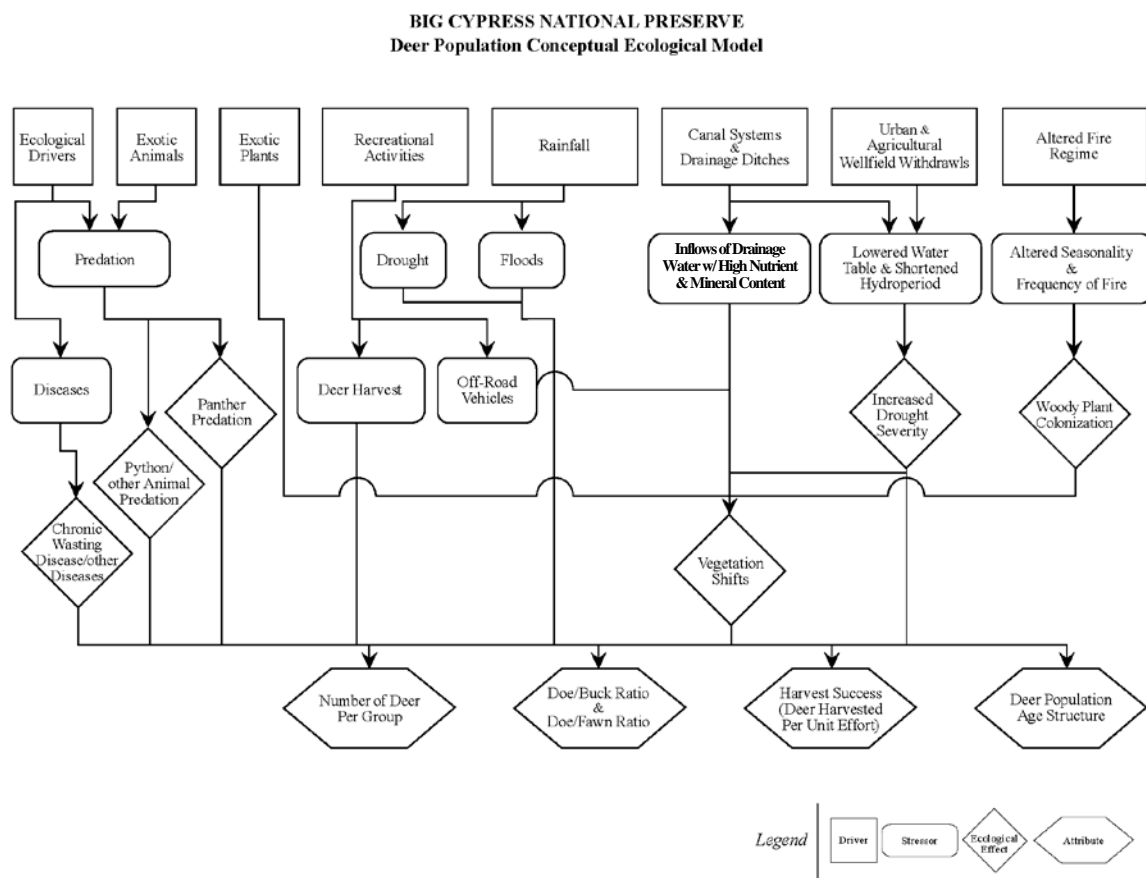 BIG CYPRESS NATIONAL PRESERVE
Deer Population Conceptual Ecological Model
Ecological
Drivers
Exotic
Animals
Exotic
Plants
Recreational
Activities
Rainfall
Canal Systems
&
Drainage Ditches
Urban &
Agricultural
Wellfield Withdrawls
Altered Fire
Regime
Predation
Drought
Floods
Inflows of Drainage
Water w/ High Nutrient
& Mineral Content
Lowered Water
Table & Shortened
Hydroperiod
Altered Seasonality
&
Frequency of Fire
Diseases
Panther
Predation
Deer Harvest
Off-Road
Vehicles
Increased
Drought
Severity
Woody Plant
Colonization
Python/
other Animal
Predation
Chronic
Wasting
Disease/other
Diseases
Vegetation
Shifts
Number of Deer
Per Group
Doe/Buck Ratio
&
Doe/Fawn Ratio
Harvest Success
(Deer Harvested
Per Unit Effort)
Deer Population
Age Structure
Legend
Driver
Stressor
Ecological
Effect
Attribute